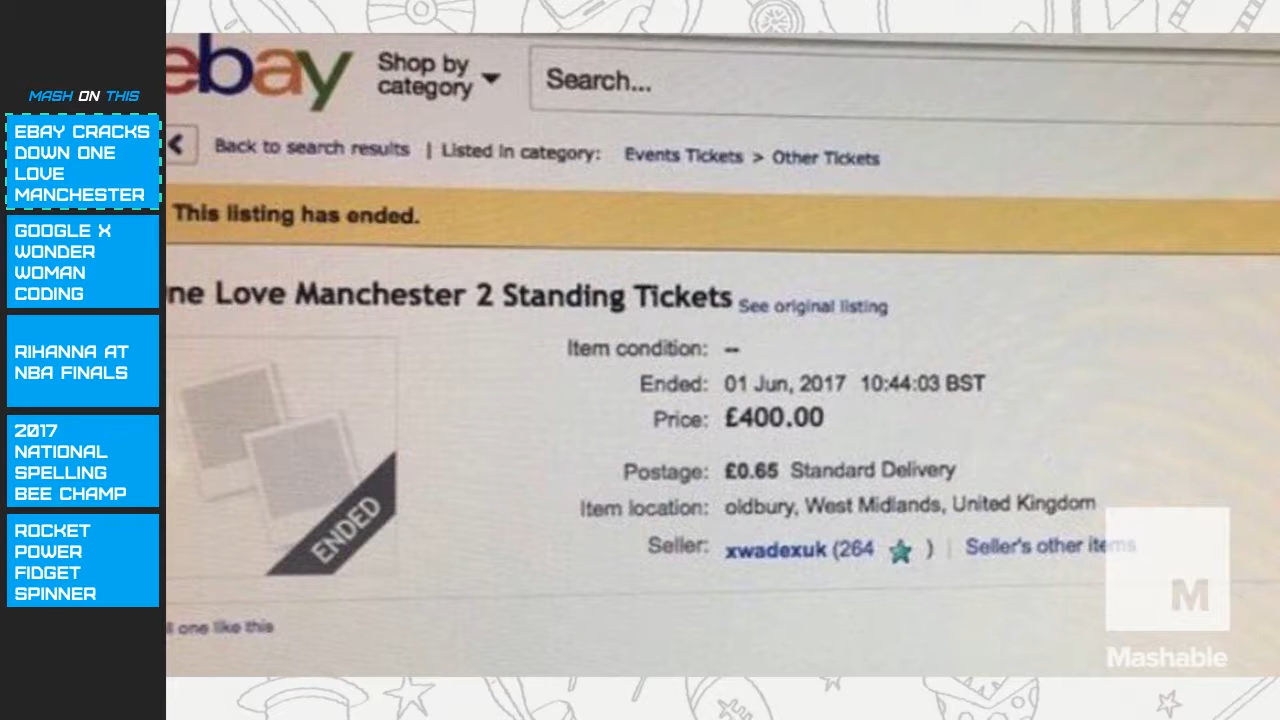 MASH ON THIS
EBAY CRACKS
DOWN ONE
LOVE
MANCHESTER
GOOGLE X
WONDER
WOMAN
CODING
RIHANNA AT
NBA FINALS
2017
NATIONAL
SPELLING
BEE CHAMP
ROCKET
POWER
FIDGET
SPINNER
ebay
Shop by
category
Search...
Back to search results | Listed in category: Events Tickets > Other Tickets
This listing has ended.
ne Love Manchester 2 Standing Tickets See original listing
Item condition: --
Ended: 01 Jun, 2017 10:44:03 BST
Price: £400.00
Postage: £0.65 Standard Delivery
Item location: oldbury, West Midlands, United Kingdom
Seller: xwadexuk (264 ) | Seller's other items
ENDED
l one like this
M
Mashable